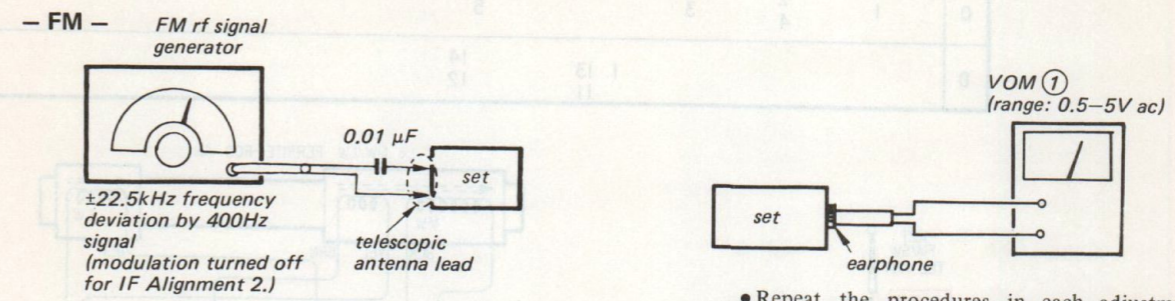 — FM —
FM rf signal
generator
0.01 μF
set
±22.5kHz frequency
deviation by 400Hz
signal
(modulation turned off
for IF Alignment 2.)
telescopic
antenna lead
VOM ①
(range: 0.5—5V ac)
set
earphone
• Repeat the procedures in each